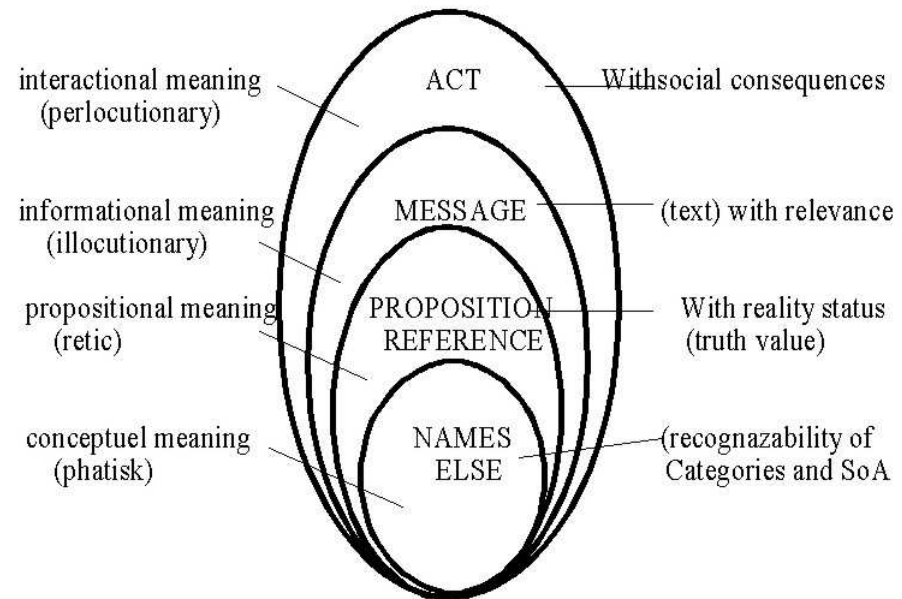 interactional meaning
(perlocutionary)
ACT
Withsocial consequences
informational meaning
(illocutionary)
MESSAGE
(text) with relevance
propositional meaning
(retic)
PROPOSITION
REFERENCE
With reality status
(truth value)
conceptuel meaning
(phatisk)
NAMES
ELSE
(recognazability of
Categories and SoA